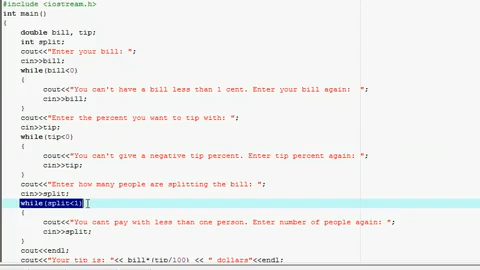 #include <iostream.h>
int main()
{
double bill, tip;
int split;
cout<<"Enter your bill: ";
cin>>bill;
while(bill<0)
{
cout<<"You can't have a bill less than 1 cent. Enter your bill again:  ";
cin>>bill;
}
cout<<"Enter the percent you want to tip with: ";
cin>>tip;
while(tip<0)
{
cout<<"You can't give a negative tip percent. Enter tip percent again: ";
cin>>tip;
}
cout<<"Enter how many people are splitting the bill: ";
cin>>split;
while(split<1)
{
cout<<"You cant pay with less than one person. Enter number of people again: ";
cin>>split;
}
cout<<endl;
cout<<"Your tip is: "<< bill*(tip/100) << " dollars"<<endl;